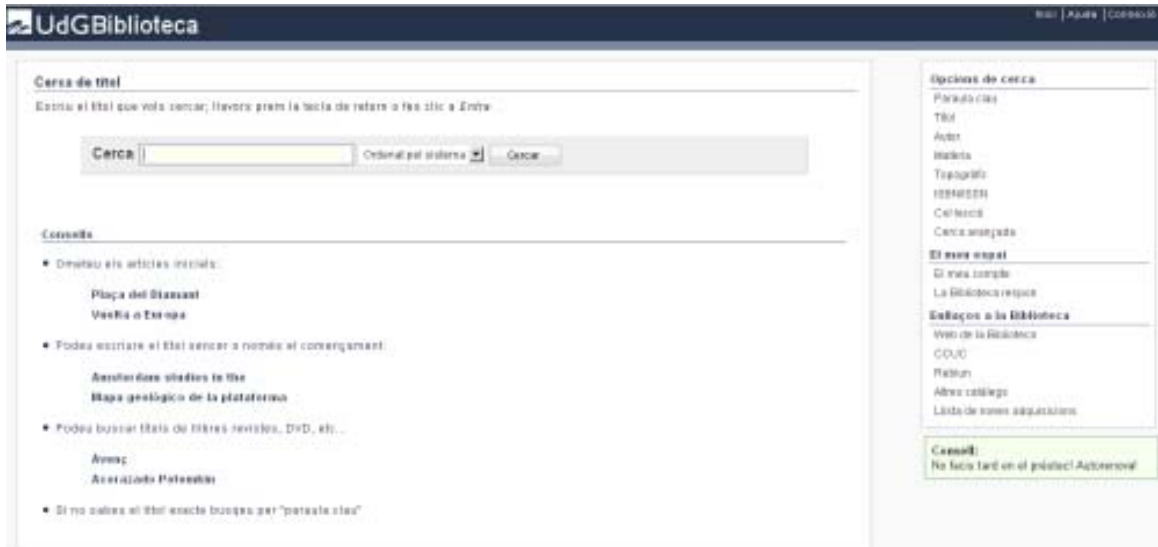 UdGBiblioteca
Inici | Ajuda | Connexió
Cerca de títol
Escriu el títol que vols cercar; llavors prem la tecla de retorn o fes clic a Entra
Cerca
Ordenat pel sistema
Cercar
Consells
Ometeu els articles inicials:
Plaça del Diamant
Vuelta a Europa
Podeu escriure el títol sencer o només el començament:
Amsterdam studies in the
Mapa geológico de la plataforma
Podeu buscar títols de llibres revistes, DVD, etc...
Avenç
Acorazado Potemkin
Si no sabeu el títol exacte busqueu per "paraula clau"
Opcions de cerca
Paraula clau
Títol
Autor
Matèria
Topogràfic
ISBN/ISSN
Col·lecció
Cerca avançada
El meu espai
El meu compte
La Biblioteca respon
Enllaços a la Biblioteca
Web de la Biblioteca
CCUC
Altres catàlegs
Llista de noves adquisicions
Consell:
No facis tard en el préstec! Autorenova!